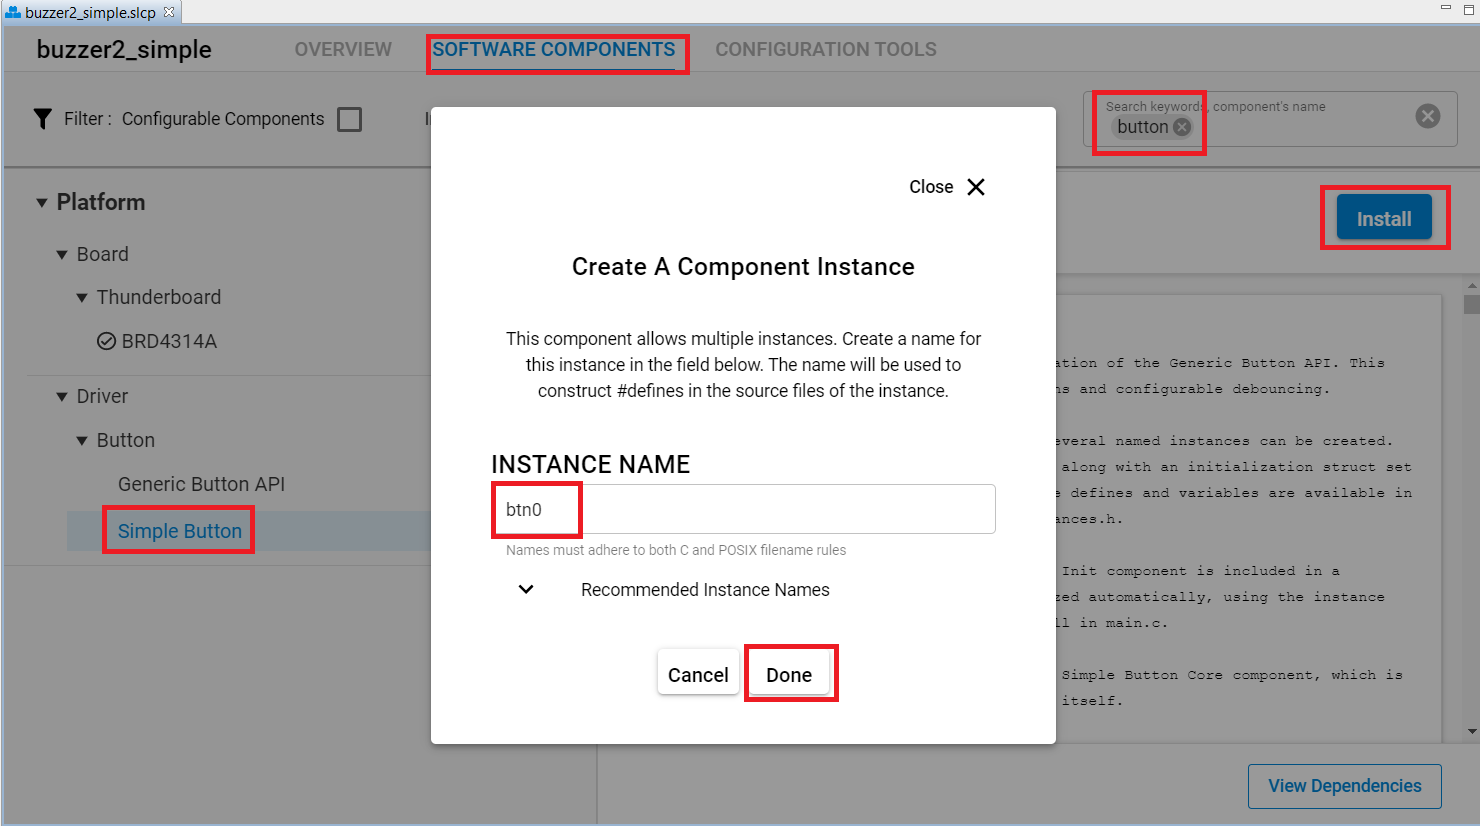 buzzer2_simple.slcp
buzzer2_simple
OVERVIEW
SOFTWARE COMPONENTS
CONFIGURATION TOOLS
Filter :
Configurable Components
Search keywords, component's name
button
Install
Platform
Board
Thunderboard
BRD4314A
Driver
Button
Generic Button API
Simple Button
Close
Create A Component Instance
This component allows multiple instances. Create a name for
this instance in the field below. The name will be used to
construct #defines in the source files of the instance.
INSTANCE NAME
btn0
Names must adhere to both C and POSIX filename rules
Recommended Instance Names
Cancel
Done
of the Generic Button API. This
and configurable debouncing.
named instances can be created.
along with an initialization struct set
defines and variables are available in
Init component is included in a
automatically, using the instance
in main.c.
Simple Button Core component, which is
itself.
View Dependencies